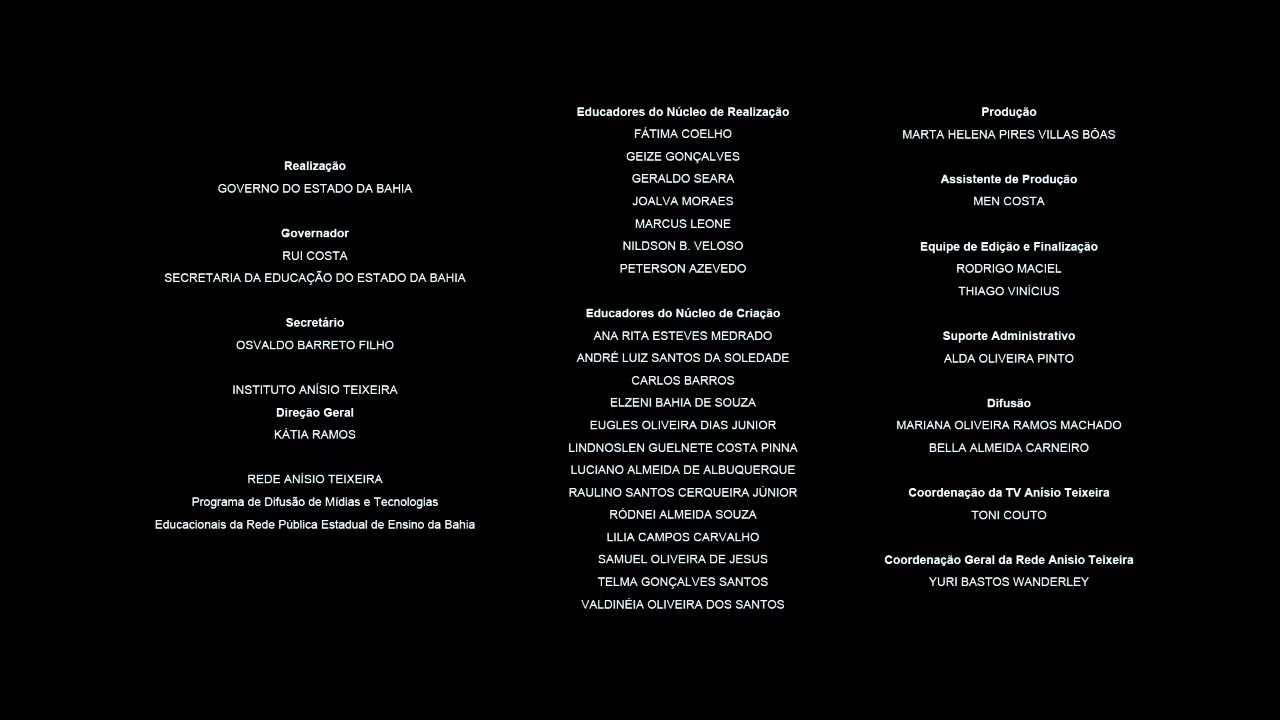 Realização
GOVERNO DO ESTADO DA BAHIA
Governador
RUI COSTA
SECRETARIA DA EDUCAÇÃO DO ESTADO DA BAHIA
Secretário
OSVALDO BARRETO FILHO
INSTITUTO ANÍSIO TEIXEIRA
Direção Geral
KÁTIA RAMOS
REDE ANÍSIO TEIXEIRA
Programa de Difusão de Mídias e Tecnologias
Educacionais da Rede Pública Estadual de Ensino da Bahia
Educadores do Núcleo de Realização
FÁTIMA COELHO
GEIZE GONÇALVES
GERALDO SEARA
JOALVA MORAES
MARCUS LEONE
NILDSON B. VELOSO
PETERSON AZEVEDO
Educadores do Núcleo de Criação
ANA RITA ESTEVES MEDRADO
ANDRÉ LUIZ SANTOS DA SOLEDADE
CARLOS BARROS
ELZENI BAHIA DE SOUZA
EUGLES OLIVEIRA DIAS JUNIOR
LINDNOSLEN GUELNETE COSTA PINNA
LUCIANO ALMEIDA DE ALBUQUERQUE
RAULINO SANTOS CERQUEIRA JÚNIOR
RÓDNEI ALMEIDA SOUZA
LILIA CAMPOS CARVALHO
SAMUEL OLIVEIRA DE JESUS
TELMA GONÇALVES SANTOS
VALDINÉIA OLIVEIRA DOS SANTOS
Produção
MARTA HELENA PIRES VILLAS BÔAS
Assistente de Produção
MEN COSTA
Equipe de Edição e Finalização
RODRIGO MACIEL
THIAGO VINÍCIUS
Suporte Administrativo
ALDA OLIVEIRA PINTO
Difusão
MARIANA OLIVEIRA RAMOS MACHADO
BELLA ALMEIDA CARNEIRO
Coordenação da TV Anísio Teixeira
TONI COUTO
Coordenação Geral da Rede Anísio Teixeira
YURI BASTOS WANDERLEY